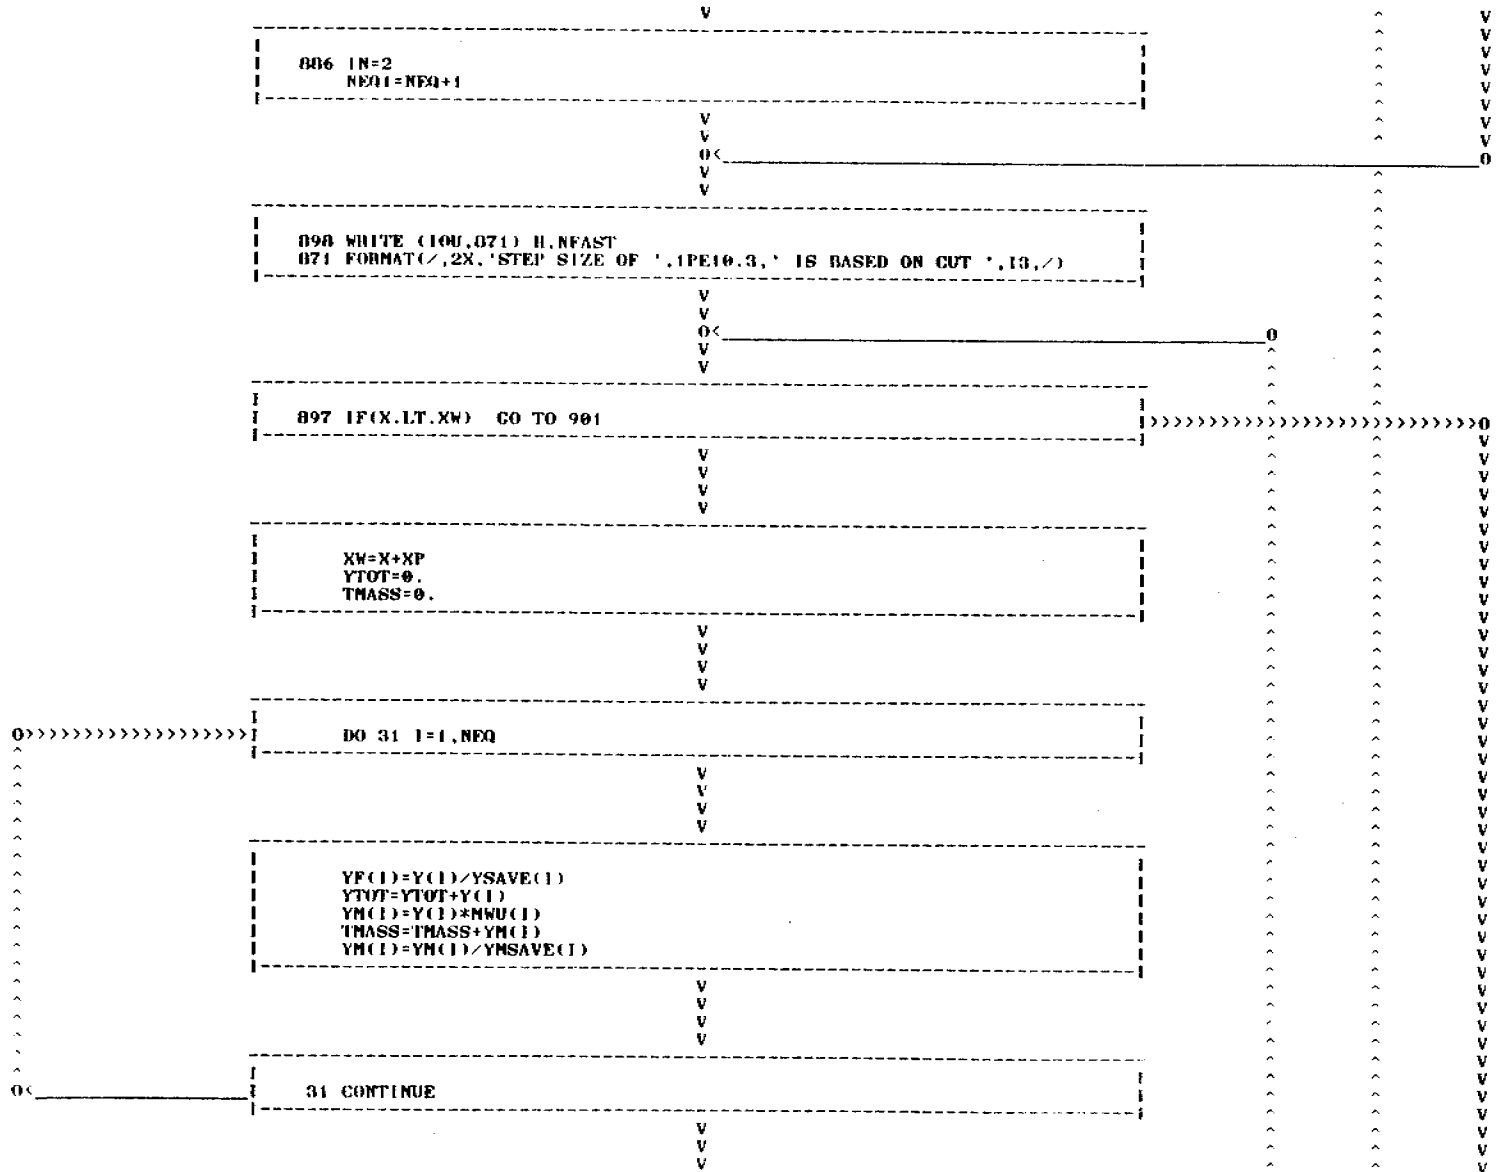 886 IN=2
NEQ1=NEQ+1
898 WRITE (IOU,871) H,NFAST
871 FORMAT(/,2X,'STEP SIZE OF ',1PE10.3,' IS BASED ON CUT ',I3,/)
897 IF(X.LT.XW)  GO TO 901
XW=X+XP
YTOT=0.
TMASS=0.
DO 31 I=1,NEQ
YF(I)=Y(I)/YSAVE(I)
YTOT=YTOT+Y(I)
YM(I)=Y(I)*MWU(I)
TMASS=TMASS+YM(I)
YM(I)=YM(I)/YMSAVE(I)
31 CONTINUE